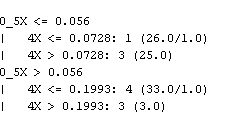 0_5X <= 0.056
|   4X <= 0.0728: 1 (26.0/1.0)
|   4X > 0.0728: 3 (25.0)
0_5X > 0.056
|   4X <= 0.1993: 4 (33.0/1.0)
|   4X > 0.1993: 3 (3.0)